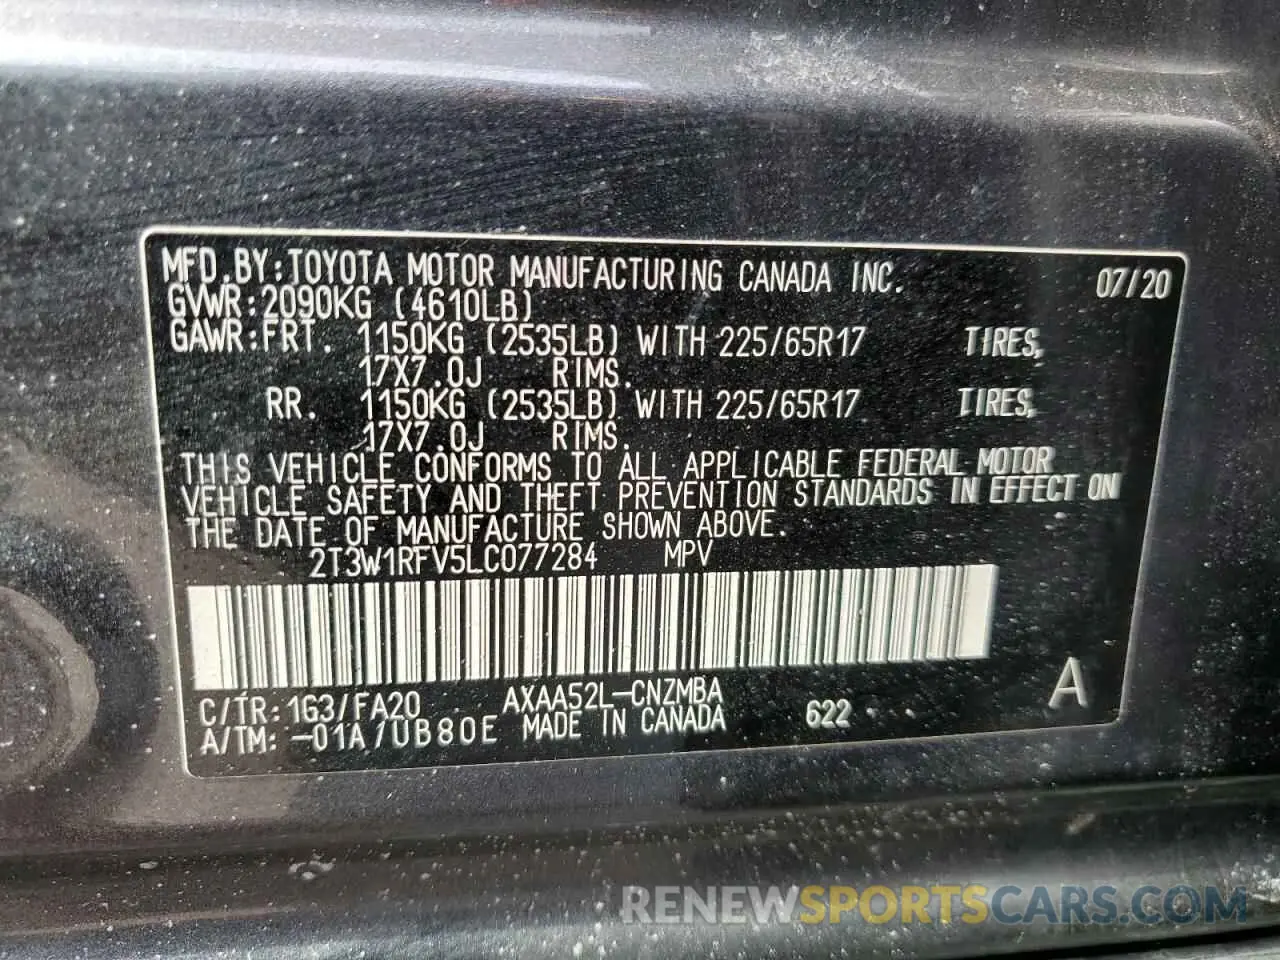 MFD.BY:TOYOTA MOTOR MANUFACTURING CANADA INC. 07/20
GVWR:2090KG (4610LB)
GAWR:FRT. 1150KG (2535LB) WITH 225/65R17 TIRES,
17X7.0J RIMS.
RR. 1150KG (2535LB) WITH 225/65R17 TIRES,
17X7.0J RIMS.
THIS VEHICLE CONFORMS TO ALL APPLICABLE FEDERAL MOTOR
VEHICLE SAFETY AND THEFT PREVENTION STANDARDS IN EFFECT ON
THE DATE OF MANUFACTURE SHOWN ABOVE.
2T3W1RFV5LC077284 MPV
C/TR:1G3/FA20 AXAA52L-CNZMBA A
A/TM: -01A/UB80E MADE IN CANADA 622
RENEWSPORTSCARS.COM